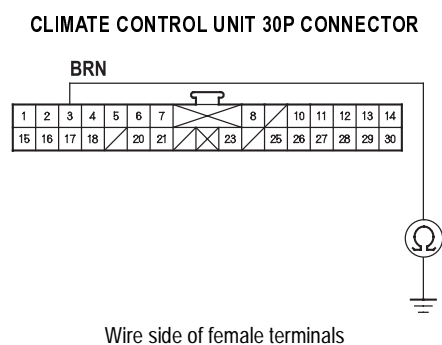 CLIMATE CONTROL UNIT 30P CONNECTOR
BRN
1 2 3 4 5 6 7 8 10 11 12 13 14
15 16 17 18 20 21 23 25 26 27 28 29 30
Ω
Wire side of female terminals